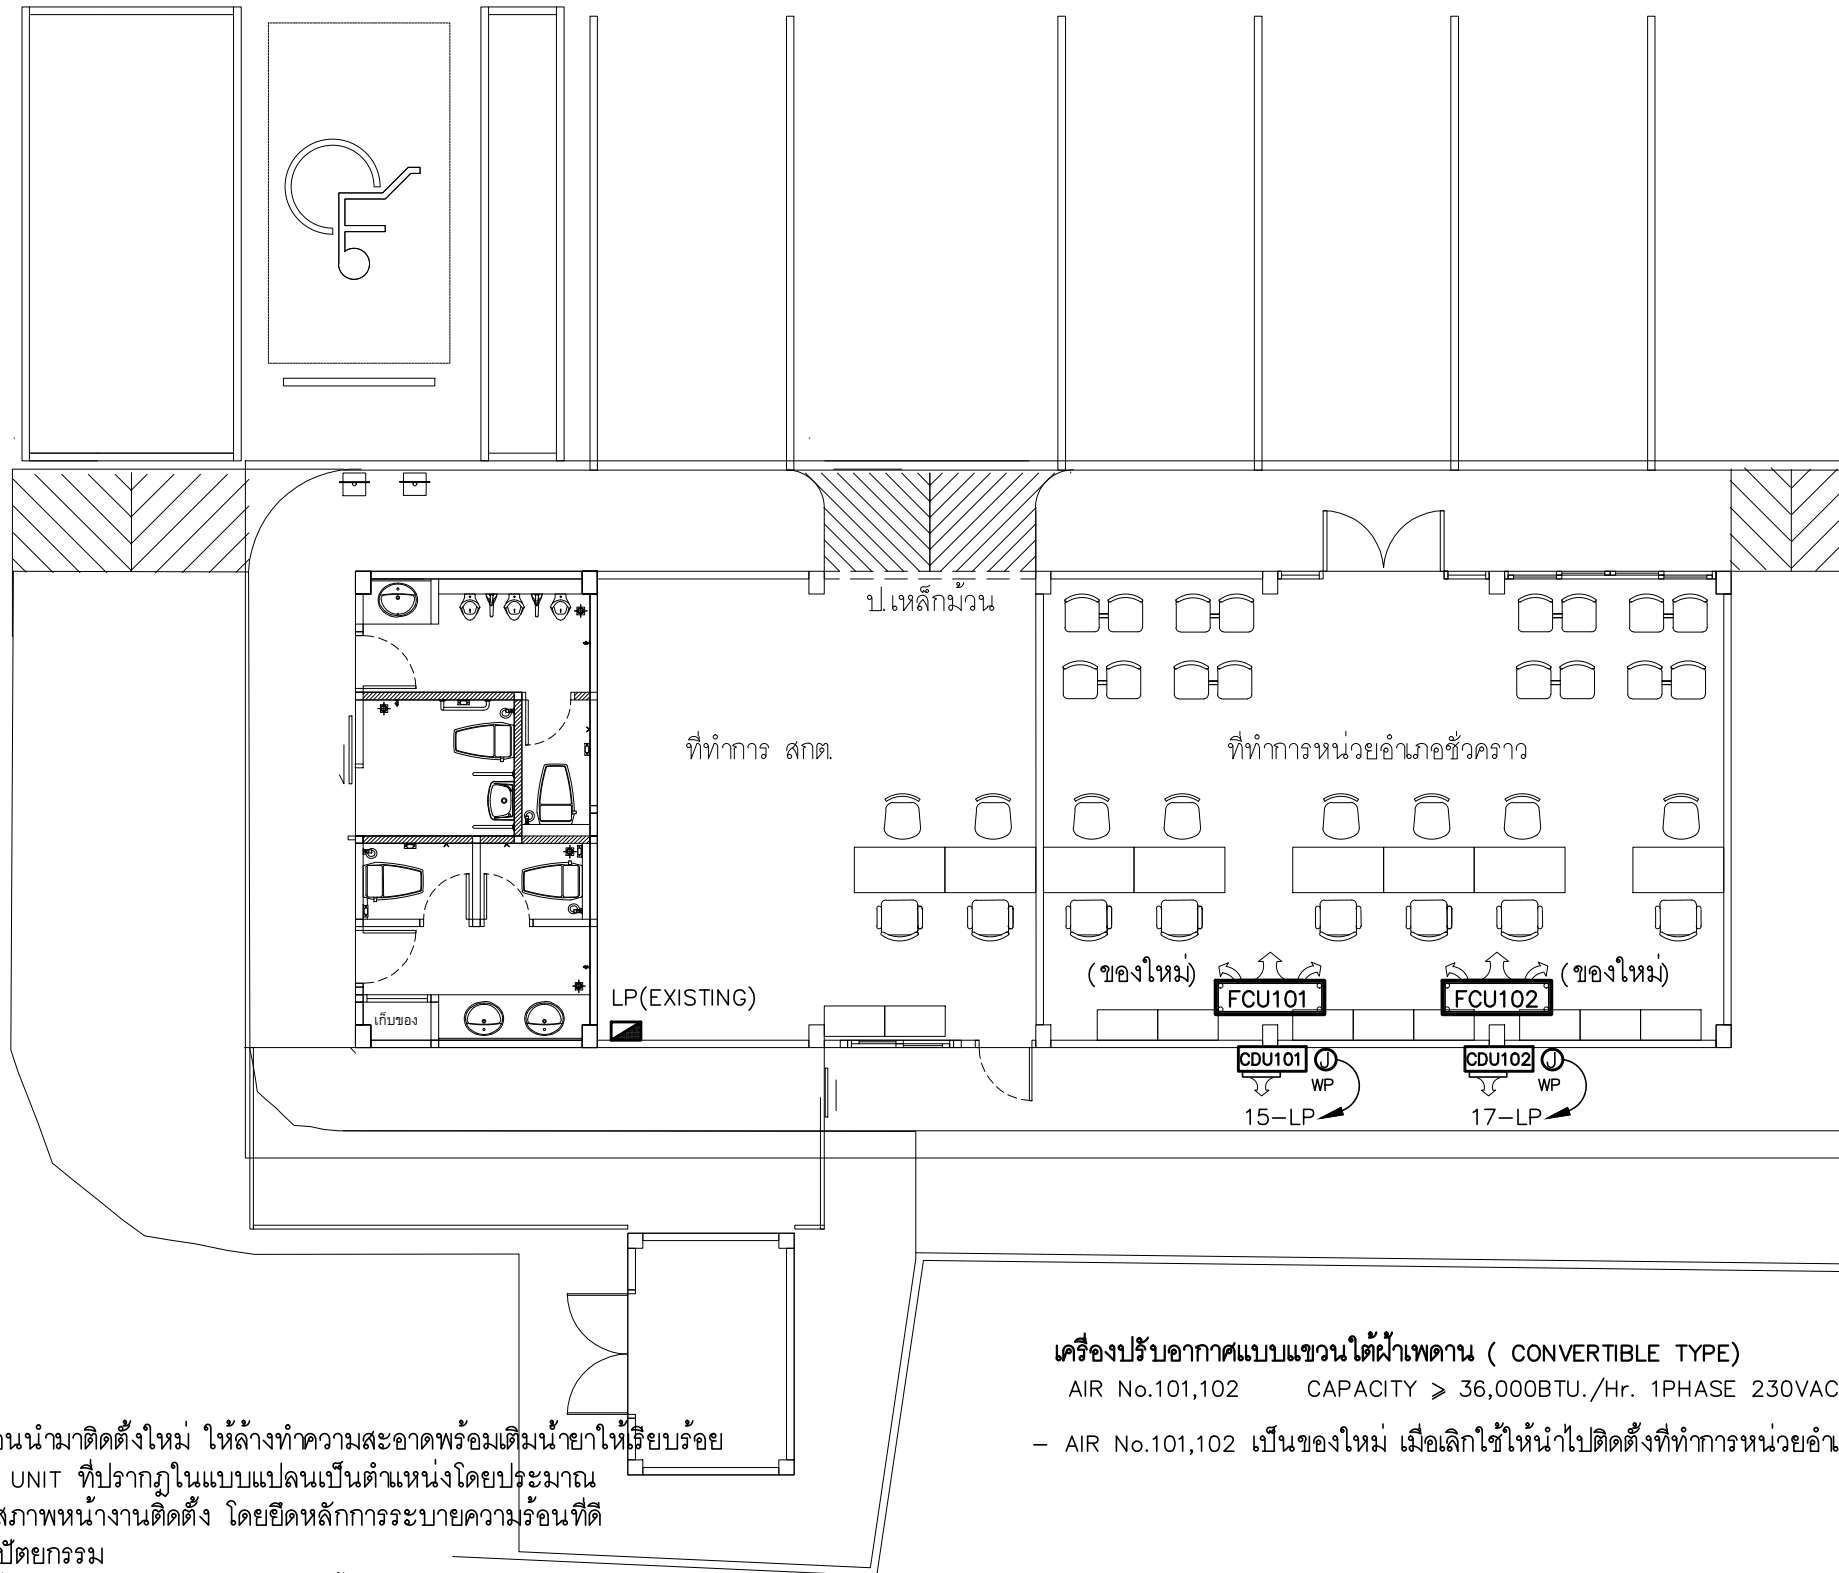 ป.เหล็กม้วน
ที่ทำการ สกต.
ที่ทำการหน่วยอำเภอชั่วคราว
(ของใหม่)
(ของใหม่)
FCU101
FCU102
LP(EXISTING)
เก็บของ
CDU101
J
CDU102
J
WP
WP
15-LP
17-LP
เครื่องปรับอากาศแบบแขวนใต้ฝ้าเพดาน ( CONVERTIBLE TYPE)
AIR No.101,102 CAPACITY ⩾ 36,000BTU./Hr. 1PHASE 230VAC
- AIR No.101,102 เป็นของใหม่ เมื่อเลิกใช้ให้นำไปติดตั้งที่ทำการหน่วยอำเ
อนนำมาติดตั้งใหม่ ให้ล้างทำความสะอาดพร้อมเติมน้ำยาให้เรียบร้อย
UNIT ที่ปรากฎในแบบแปลนเป็นตำแหน่งโดยประมาณ
สภาพหน้างานติดตั้ง โดยยึดหลักการระบายความร้อนที่ดี
ปัตยกรรม